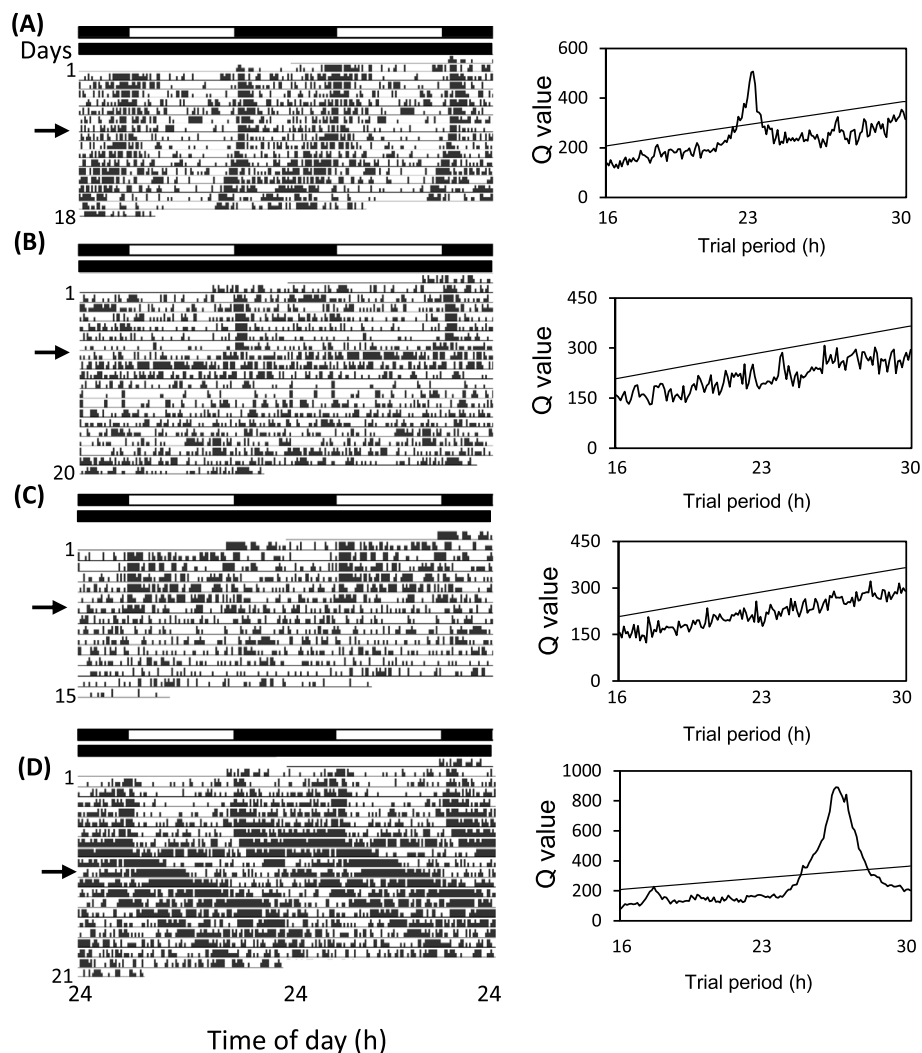 (A)
Days
1
18
600
400
200
0
Q value
16
23
30
Trial period (h)
(B)
1
20
450
300
150
0
Q value
16
23
30
Trial period (h)
(C)
1
15
450
300
150
0
Q value
16
23
30
Trial period (h)
(D)
1
21
24
24
24
Time of day (h)
1000
800
600
400
200
0
Q value
16
23
30
Trial period (h)